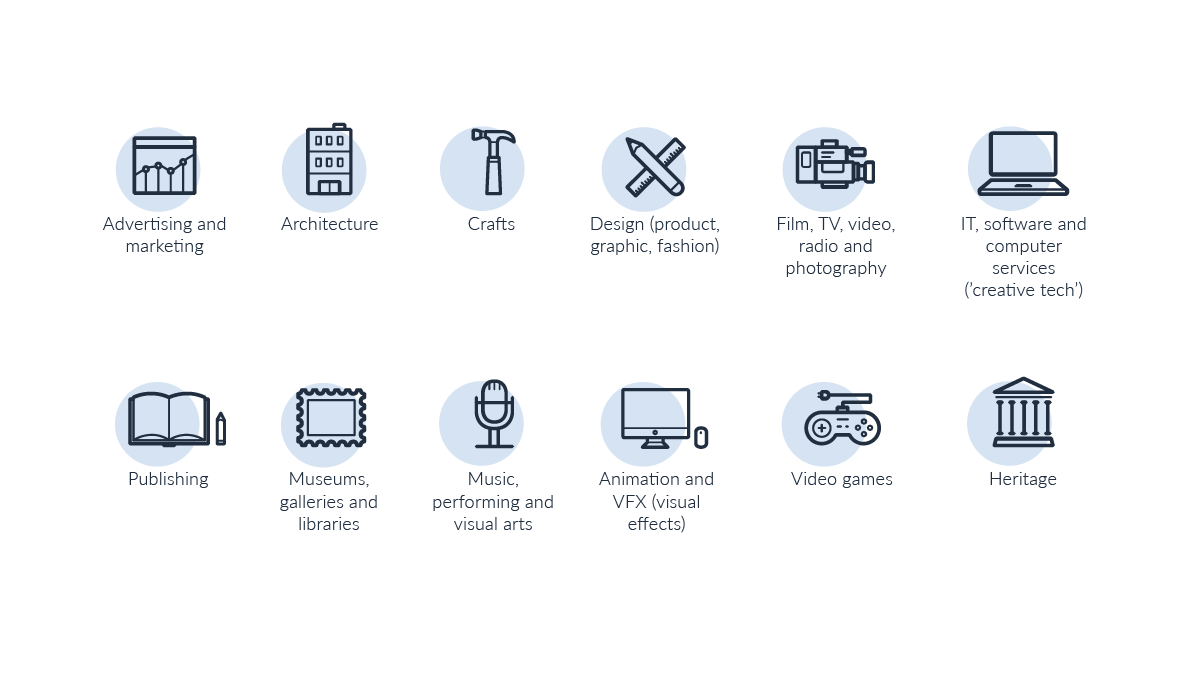 Advertising and
marketing
Architecture
Crafts
Design (product,
graphic, fashion)
Film, TV, video,
radio and
photography
IT, software and
computer
services
(’creative tech’)
Publishing
Museums,
galleries and
libraries
Music,
performing and
visual arts
Animation and
VFX (visual
effects)
Video games
Heritage